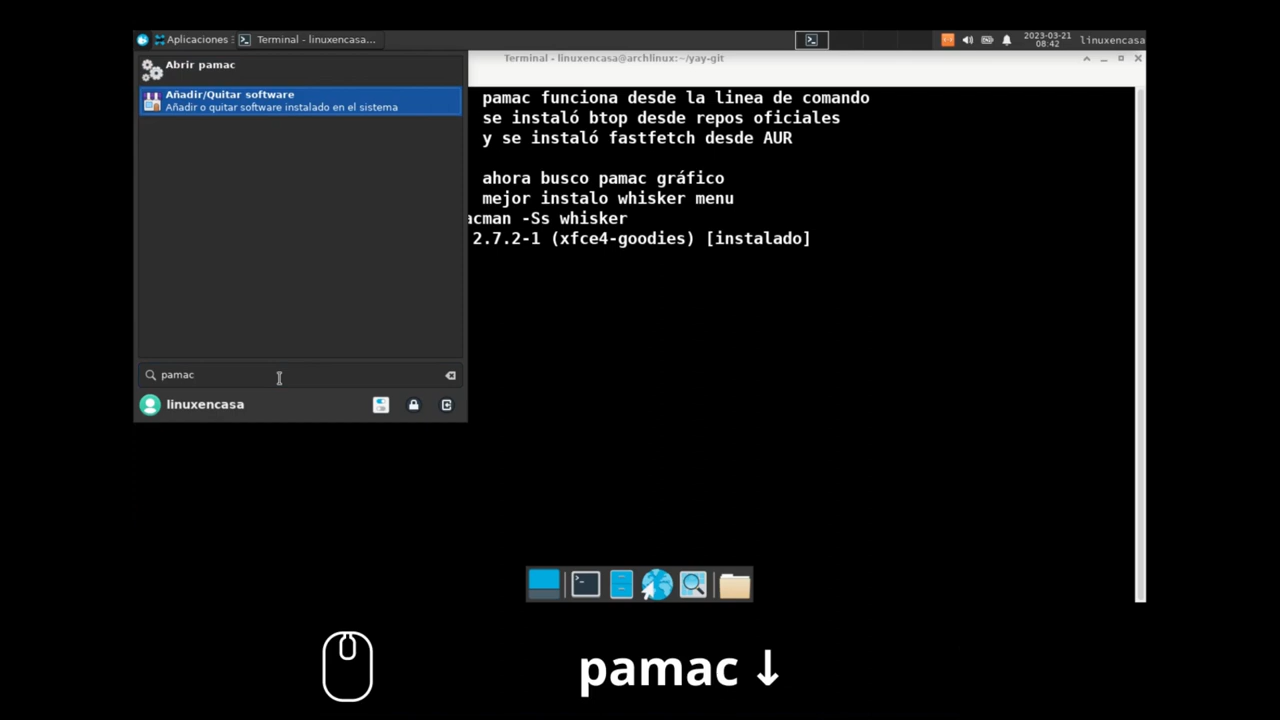 Aplicaciones
Terminal - linuxencasa...
2023-03-21
08:42
linuxencasa
Terminal - linuxencasa@archlinux:~/yay-git
Abrir pamac
Añadir/Quitar software
Añadir o quitar software instalado en el sistema
pamac funciona desde la linea de comando
se instaló btop desde repos oficiales
y se instaló fastfetch desde AUR
ahora busco pamac gráfico
mejor instalo whisker menu
acman -Ss whisker
2.7.2-1 (xfce4-goodies) [instalado]
pamac
linuxencasa
pamac ↓